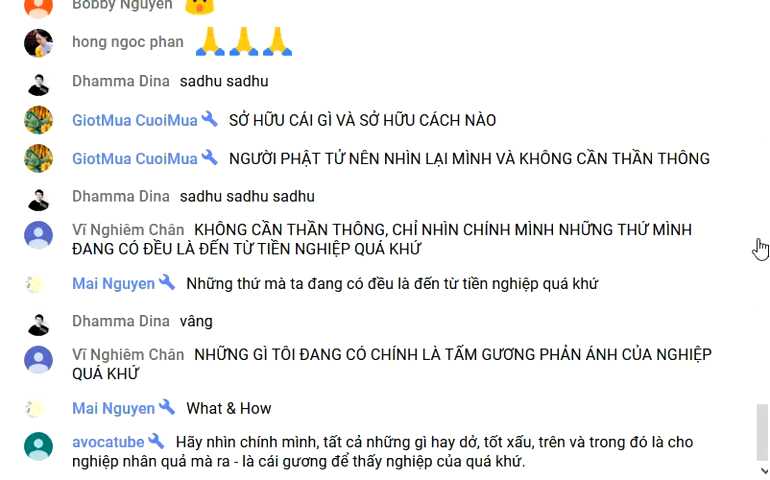 Bobby Nguyen
hong ngoc phan
Dhamma Dina sadhu sadhu
GiotMua CuoiMua SỞ HỮU CÁI GÌ VÀ SỞ HỮU CÁCH NÀO
GiotMua CuoiMua NGƯỜI PHẬT TỬ NÊN NHÌN LẠI MÌNH VÀ KHÔNG CẦN THẦN THÔNG
Dhamma Dina sadhu sadhu sadhu
Vĩ Nghiêm Chân KHÔNG CẦN THẦN THÔNG, CHỈ NHÌN CHÍNH MÌNH NHỮNG THỨ MÌNH
ĐANG CÓ ĐỀU LÀ ĐẾN TỪ TIỀN NGHIỆP QUÁ KHỨ
Mai Nguyen Những thứ mà ta đang có đều là đến từ tiền nghiệp quá khứ
Dhamma Dina vâng
Vĩ Nghiêm Chân NHỮNG GÌ TÔI ĐANG CÓ CHÍNH LÀ TẤM GƯƠNG PHẢN ÁNH CỦA NGHIỆP
QUÁ KHỨ
Mai Nguyen What & How
avocatube Hãy nhìn chính mình, tất cả những gì hay dở, tốt xấu, trên và trong đó là cho
nghiệp nhân quả mà ra - là cái gương để thấy nghiệp của quá khứ.